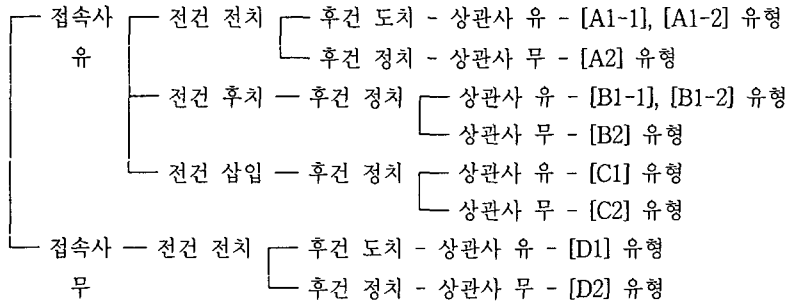 접속사 전건 전치 후건 도치 - 상관사 유 - [A1-1], [A1-2] 유형
유 후건 정치 - 상관사 무 - [A2] 유형
전건 후치 후건 정치 상관사 유 - [B1-1], [B1-2] 유형
상관사 무 - [B2] 유형
전건 삽입 후건 정치 상관사 유 - [C1] 유형
상관사 무 - [C2] 유형
접속사 전건 전치 후건 도치 - 상관사 유 - [D1] 유형
무 후건 정치 - 상관사 무 - [D2] 유형